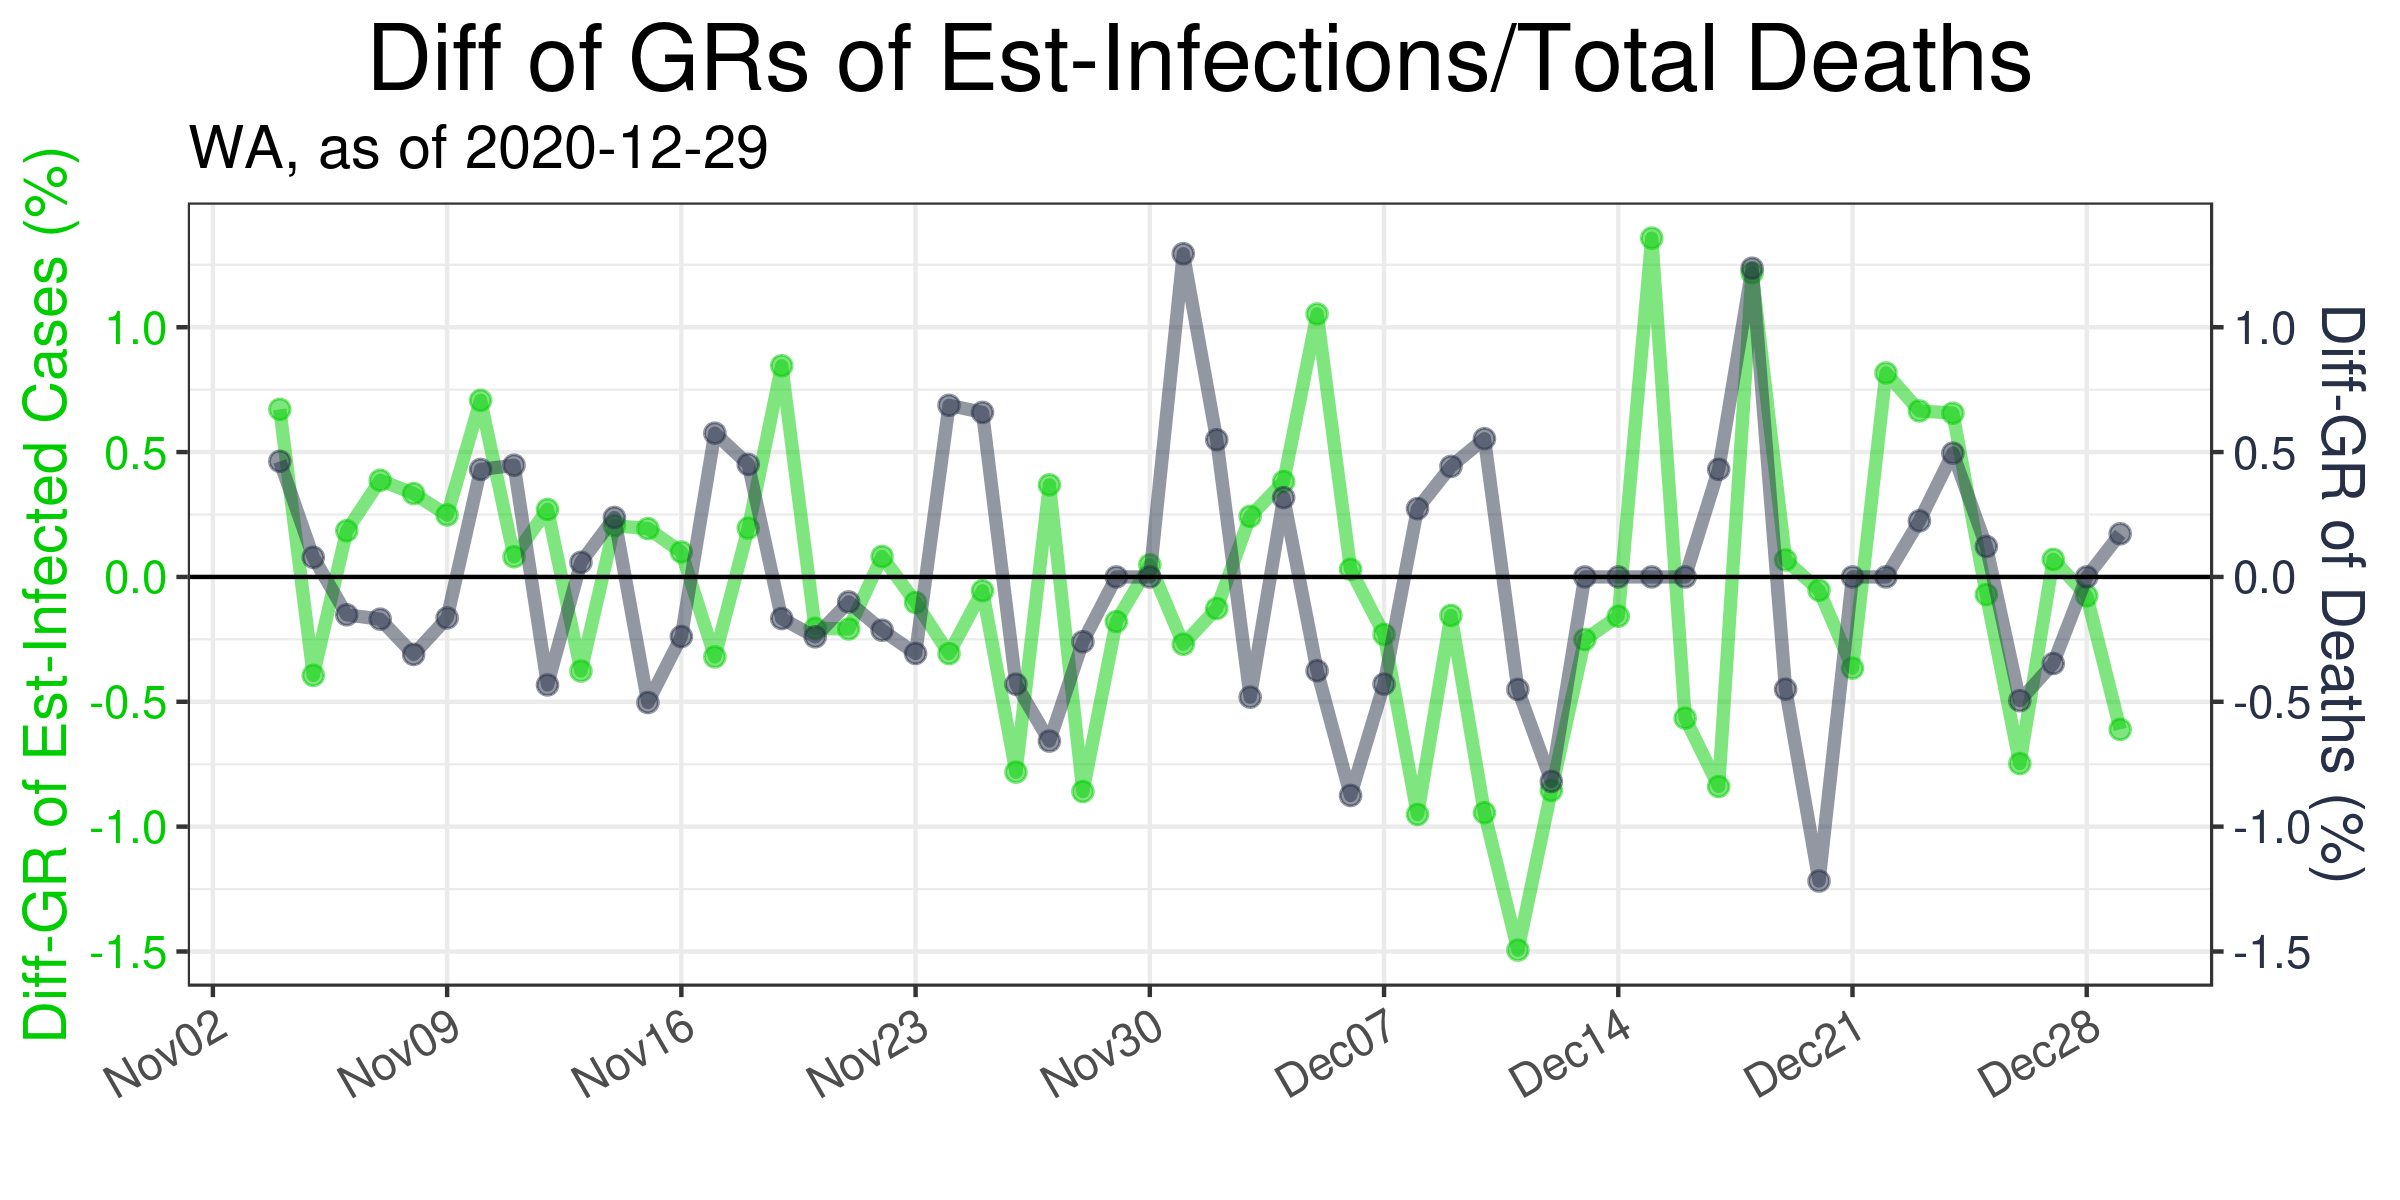 Diff of GRs of Est-Infections/Total Deaths
WA, as of 2020-12-29
Diff-GR of Est-Infected Cases (%)
1.0
0.5
0.0
-0.5
-1.0
-1.5
1.0
0.5
0.0
-0.5
-1.0
-1.5
Diff-GR of Deaths (%)
Nov02
Nov09
Nov16
Nov23
Nov30
Dec07
Dec14
Dec21
Dec28